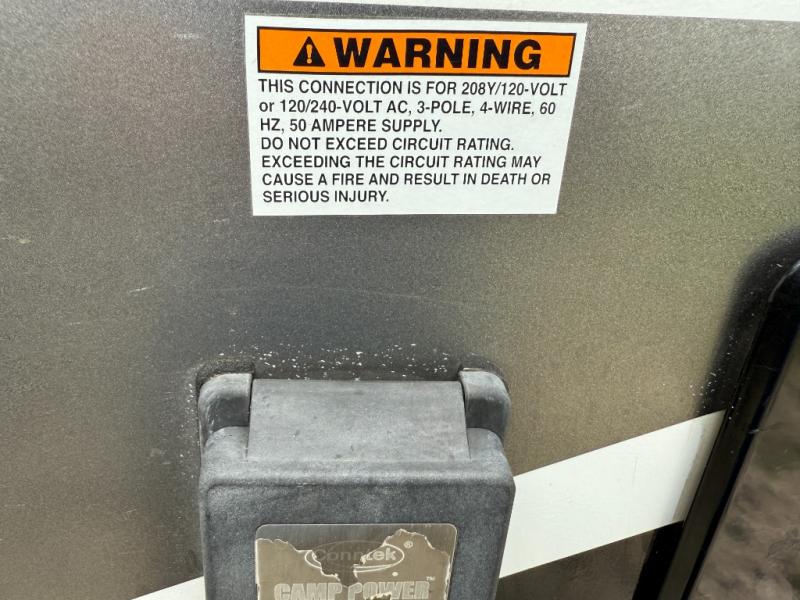 WARNING
THIS CONNECTION IS FOR 208Y/120-VOLT
or 120/240-VOLT AC, 3-POLE, 4-WIRE, 60
HZ, 50 AMPERE SUPPLY.
DO NOT EXCEED CIRCUIT RATING.
EXCEEDING THE CIRCUIT RATING MAY
CAUSE A FIRE AND RESULT IN DEATH OR
SERIOUS INJURY.
Conntek®
CAMP POWER™